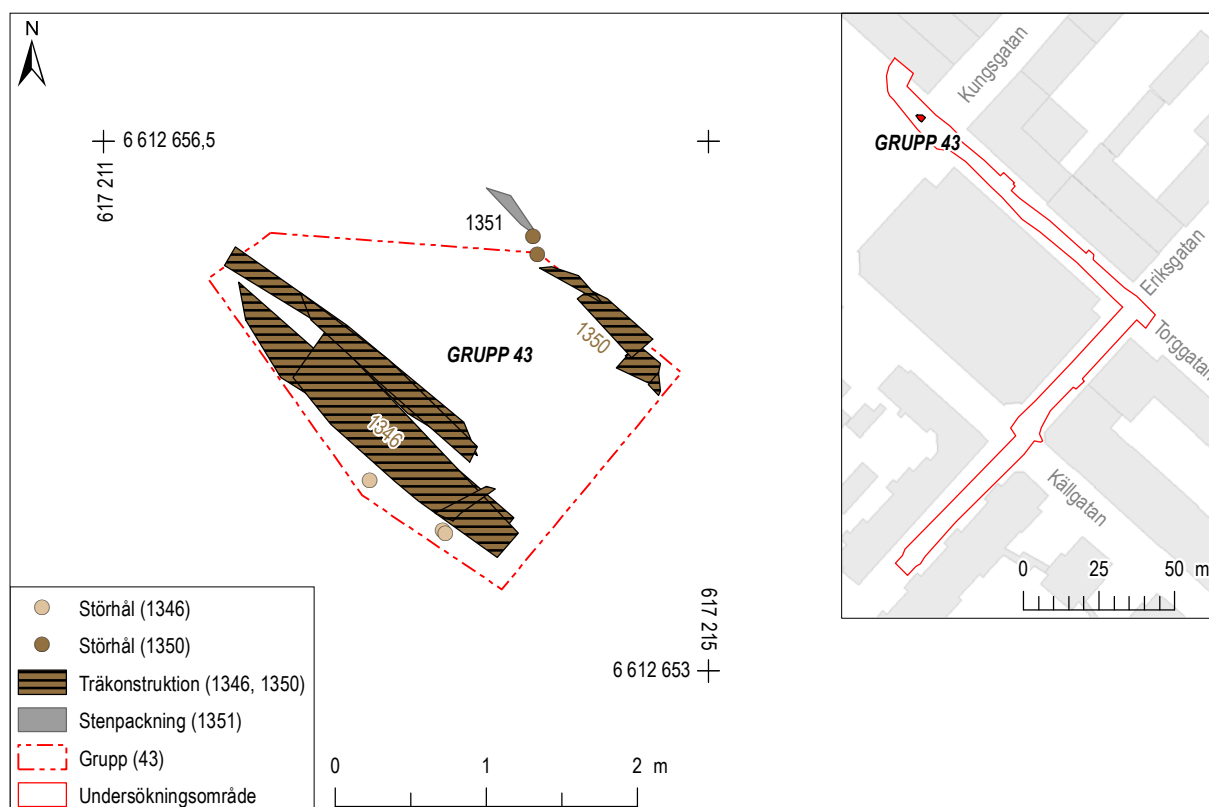 N
6 612 656,5
617 211
1351
1350
GRUPP 43
1346
617 215
6 612 653
0 1 2 m
Störhål (1346)
Störhål (1350)
Träkonstruktion (1346, 1350)
Stenpackning (1351)
Grupp (43)
Undersökningsområde
Kungsgatan
GRUPP 43
Eriksgatan
Torggatan
Källgatan
0 25 50 m